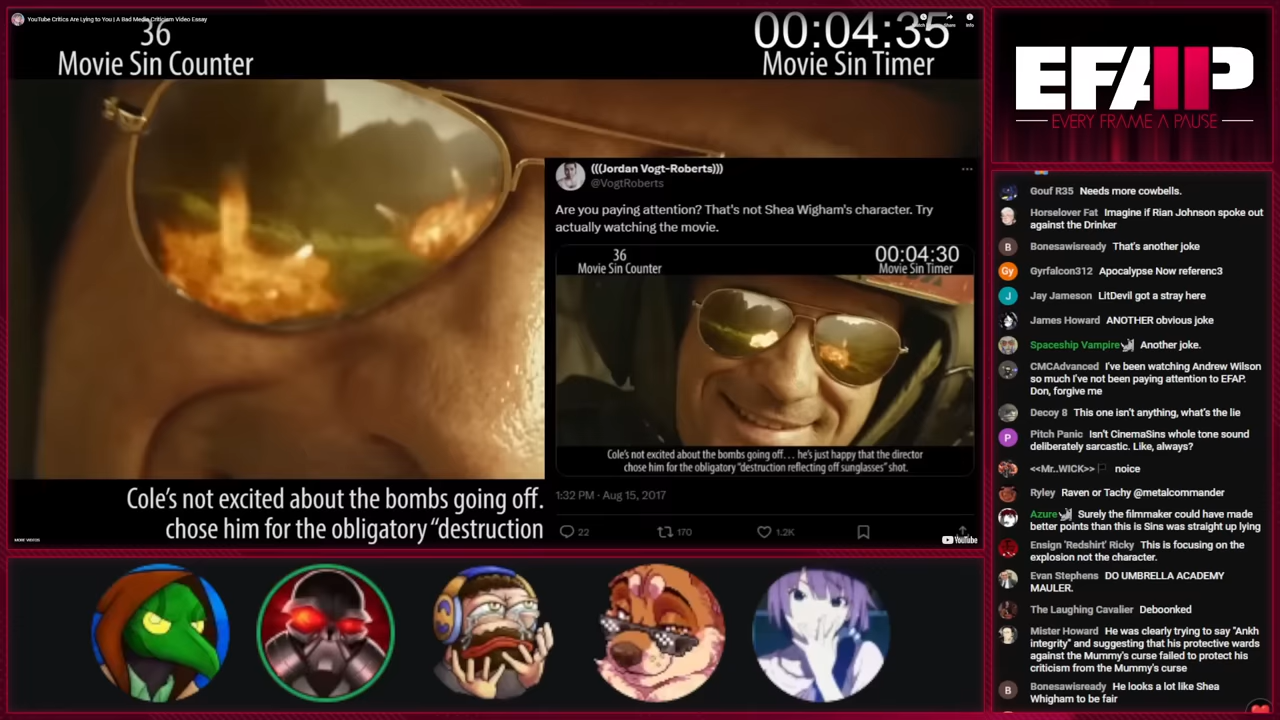 YouTube Critics Are Lying to You | A Bad Media Criticism Video Essay
36
Movie Sin Counter
00:04:35
Movie Sin Timer
Share
Info
(((Jordan Vogt-Roberts)))
@VogtRoberts
Are you paying attention? That's not Shea Wigham's character. Try
actually watching the movie.
36
Movie Sin Counter
00:04:30
Movie Sin Timer
Cole's not excited about the bombs going off... he's just happy that the director
chose him for the obligatory "destruction reflecting off sunglasses" shot.
1:32 PM · Aug 15, 2017
22
170
1.2K
Cole's not excited about the bombs going off.
chose him for the obligatory “destruction
MORE VIDEOS
YouTube
EFAP
EVERY FRAME A PAUSE
Gouf R35 Needs more cowbells.
Horselover Fat Imagine if Rian Johnson spoke out
against the Drinker
B
Bonesawisready That's another joke
Gy
Gyrfalcon312 Apocalypse Now referenc3
J
Jay Jameson LitDevil got a stray here
James Howard ANOTHER obvious joke
Spaceship Vampire Another joke.
CMCAdvanced I've been watching Andrew Wilson
so much I've not been paying attention to EFAP.
Don, forgive me
Decoy 8 This one isn't anything, what's the lie
P
Pitch Panic Isn't CinemaSins whole tone sound
deliberately sarcastic. Like, always?
<<Mr..WICK>> noice
Ryley Raven or Tachy @metalcommander
Azure Surely the filmmaker could have made
better points than this is Sins was straight up lying
Ensign 'Redshirt' Ricky This is focusing on the
explosion not the character.
Evan Stephens DO UMBRELLA ACADEMY
MAULER.
The Laughing Cavalier Deboonked
Mister Howard He was clearly trying to say "Ankh
integrity" and suggesting that his protective wards
against the Mummy's curse failed to protect his
criticism from the Mummy's curse
B
Bonesawisready He looks a lot like Shea
Whigham to be fair